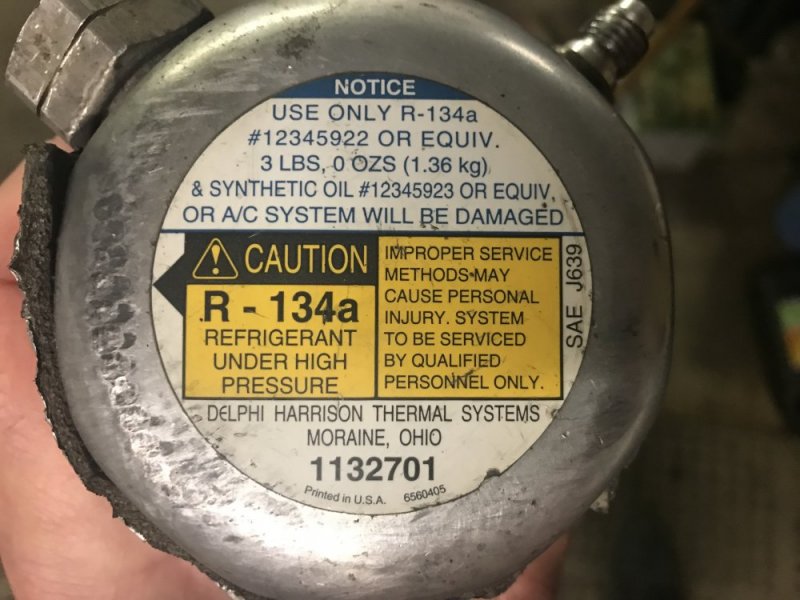 NOTICE
USE ONLY R-134a
#12345922 OR EQUIV.
3 LBS, 0 OZS (1.36 kg)
& SYNTHETIC OIL #12345923 OR EQUIV,
OR A/C SYSTEM WILL BE DAMAGED
CAUTION
R - 134a
REFRIGERANT
UNDER HIGH
PRESSURE
IMPROPER SERVICE
METHODS MAY
CAUSE PERSONAL
INJURY. SYSTEM
TO BE SERVICED
BY QUALIFIED
PERSONNEL ONLY.
SAE J639
DELPHI HARRISON THERMAL SYSTEMS
MORAINE, OHIO
1132701
Printed in U.S.A. 6560405